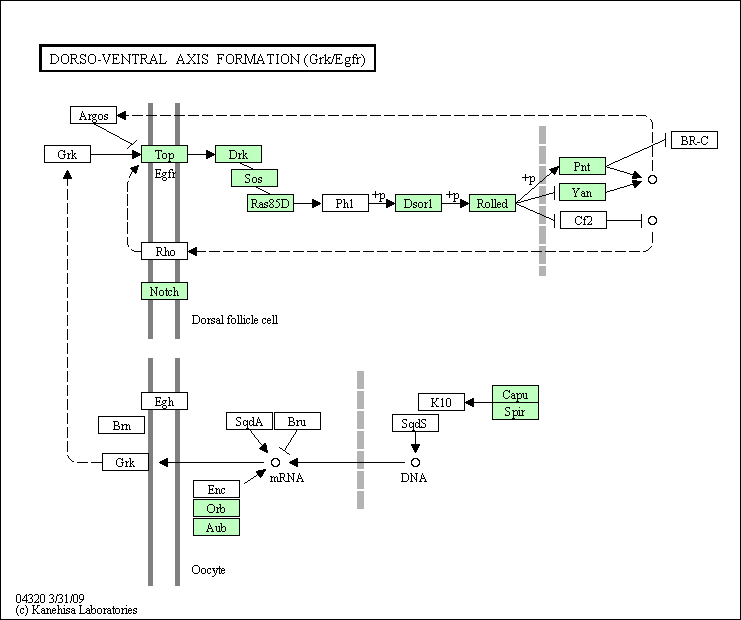 DORSO-VENTRAL AXIS FORMATION (Grk/Egfr)
Argos
BR-C
Grk
Top
Drk
Egfr
Pnt
Sos
+p
Yan
Ras85D
Ph1
+p
Dsor1
+p
Rolled
Cf2
Rho
Notch
Dorsal follicle cell
Egh
Capu
K10
Spir
Brn
SqdA
Bru
SqdS
Grk
mRNA
DNA
Enc
Orb
Aub
Oocyte
04320 3/31/09
(c) Kanehisa Laboratories